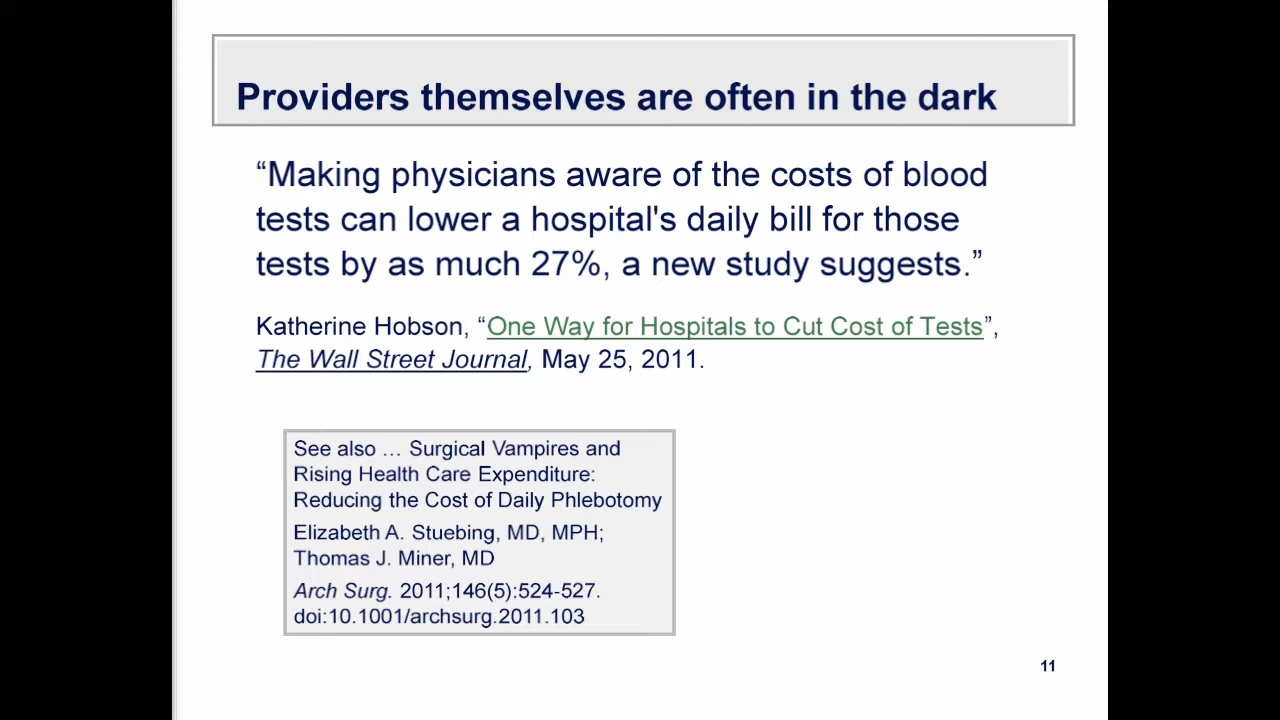 Providers themselves are often in the dark
“Making physicians aware of the costs of blood
tests can lower a hospital's daily bill for those
tests by as much 27%, a new study suggests.”
Katherine Hobson, “One Way for Hospitals to Cut Cost of Tests”,
The Wall Street Journal, May 25, 2011.
See also … Surgical Vampires and
Rising Health Care Expenditure:
Reducing the Cost of Daily Phlebotomy
Elizabeth A. Stuebing, MD, MPH;
Thomas J. Miner, MD
Arch Surg. 2011;146(5):524-527.
doi:10.1001/archsurg.2011.103
11